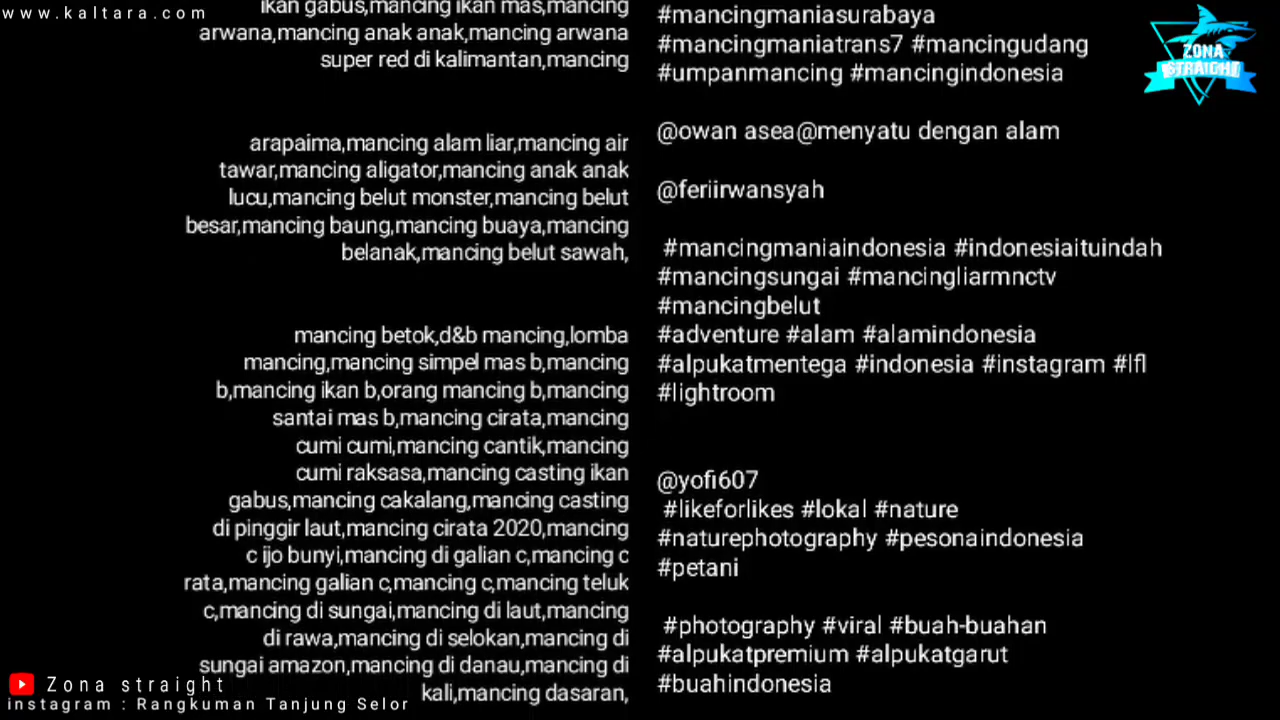 www.kaltara.com
ikan gabus,mancing ikan mas,mancing
arwana,mancing anak anak,mancing arwana
super red di kalimantan,mancing
arapaima,mancing alam liar,mancing air
tawar,mancing aligator,mancing anak anak
lucu,mancing belut monster,mancing belut
besar,mancing baung,mancing buaya,mancing
belanak,mancing belut sawah,
mancing betok,d&b mancing,lomba
mancing,mancing simpel mas b,mancing
b,mancing ikan b,orang mancing b,mancing
santai mas b,mancing cirata,mancing
cumi cumi,mancing cantik,mancing
cumi raksasa,mancing casting ikan
gabus,mancing cakalang,mancing casting
di pinggir laut,mancing cirata 2020,mancing
c ijo bunyi,mancing di galian c,mancing c
rata,mancing galian c,mancing c,mancing teluk
c,mancing di sungai,mancing di laut,mancing
di rawa,mancing di selokan,mancing di
sungai amazon,mancing di danau,mancing di
kali,mancing dasaran,
#mancingmaniasurabaya
#mancingmaniatrans7 #mancingudang
#umpanmancing #mancingindonesia
@owan asea@menyatu dengan alam
@feriirwansyah
#mancingmaniaindonesia #indonesiaituindah
#mancingsungai #mancingliarmnctv
#mancingbelut
#adventure #alam #alamindonesia
#alpukatmentega #indonesia #instagram #lfl
#lightroom
@yofi607
#likeforlikes #lokal #nature
#naturephotography #pesonaindonesia
#petani
#photography #viral #buah-buahan
#alpukatpremium #alpukatgarut
#buahindonesia
ZONA
STRAIGHT
Zona straight
instagram : Rangkuman Tanjung Selor